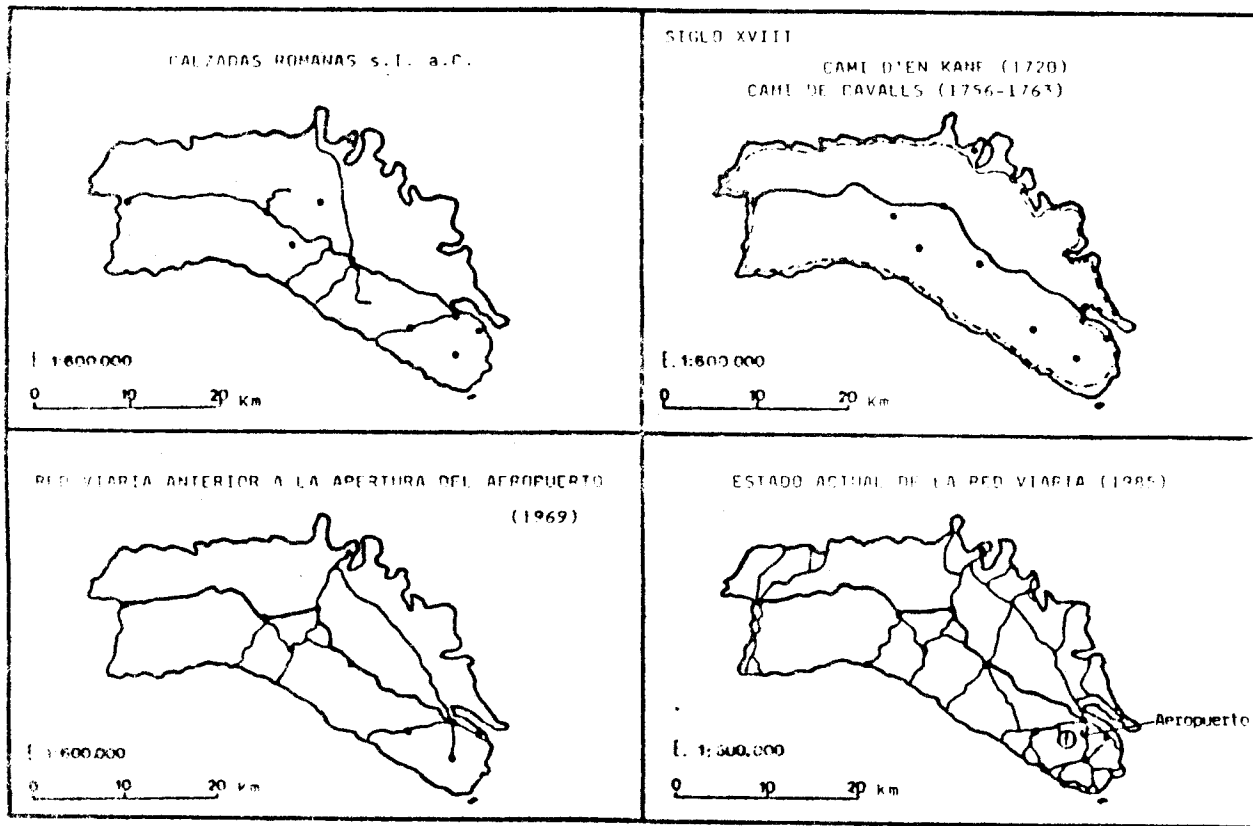 CALZADAS ROMANAS s.I. a.C.
E 1:600.000
0 10 20 Km
SIGLO XVIII
CAMI D'EN KANE (1720)
CAMI DE CAVALLS (1756-1763)
E. 1:600.000
0 10 20 Km
RED VIARIA ANTERIOR A LA APERTURA DEL AEROPUERTO
(1969)
E 1:600.000
0 10 20 Km
ESTADO ACTUAL DE LA RED VIARIA (1985)
Aeropuerto
E. 1:600.000
0 10 20 Km